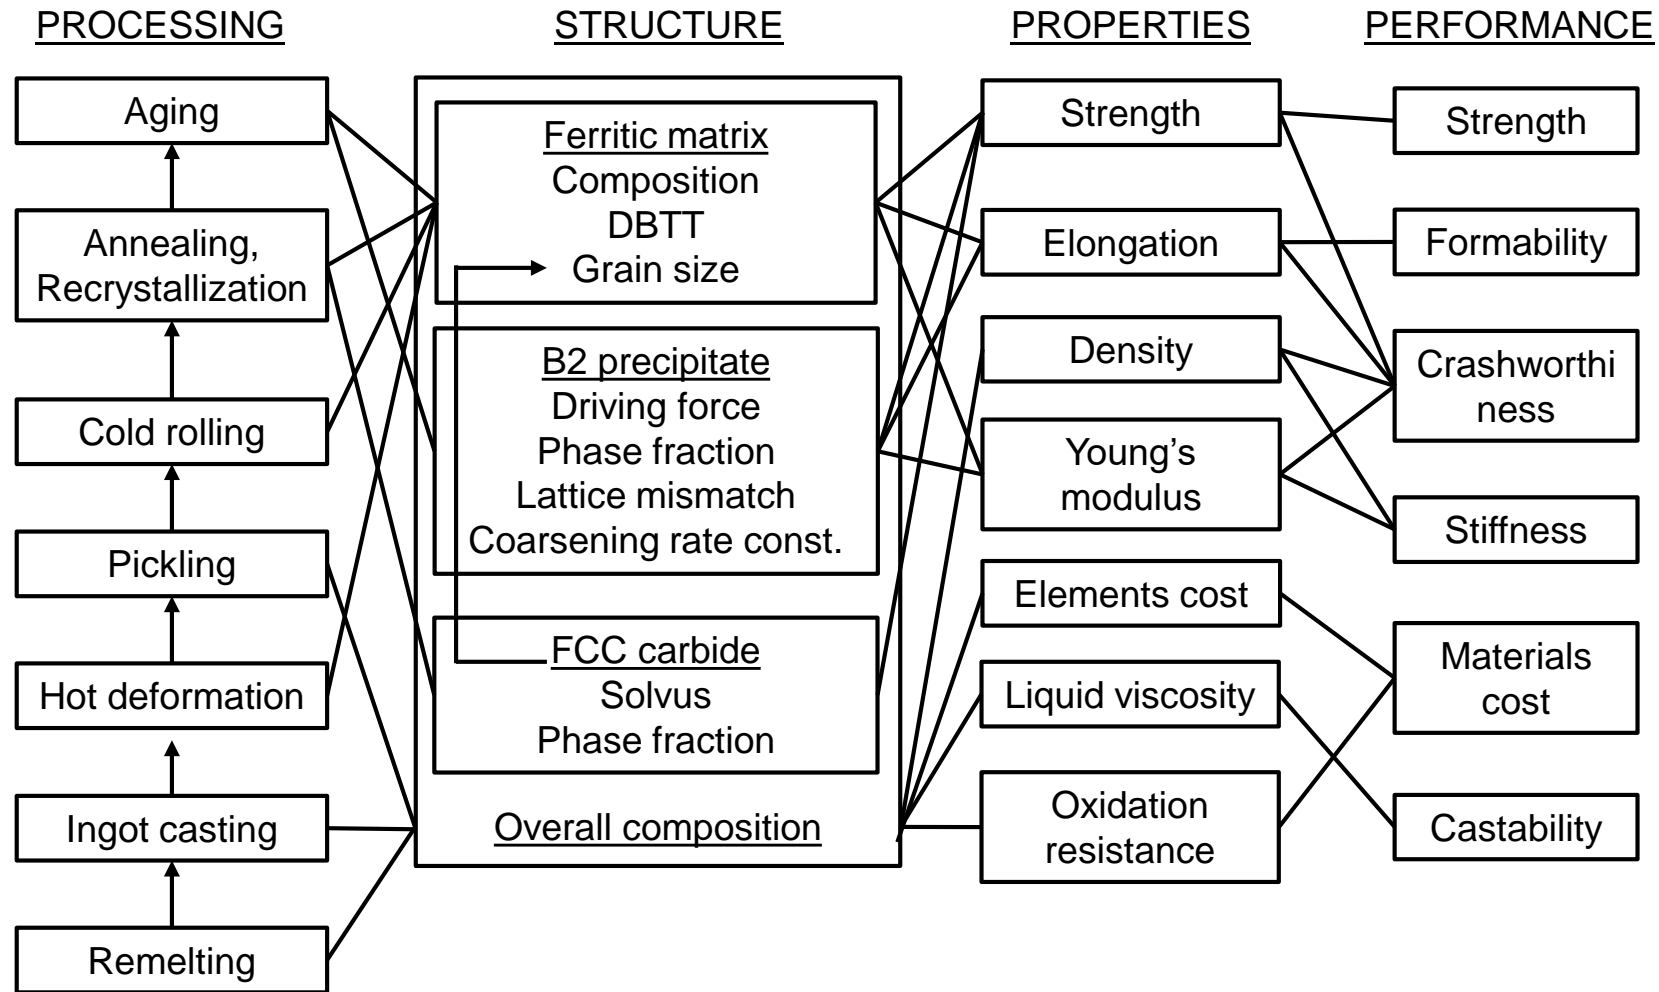 PROCESSING
STRUCTURE
PROPERTIES
PERFORMANCE
Aging
Annealing,
Recrystallization
Cold rolling
Pickling
Hot deformation
Ingot casting
Remelting
Ferritic matrix
Composition
DBTT
Grain size
B2 precipitate
Driving force
Phase fraction
Lattice mismatch
Coarsening rate const.
FCC carbide
Solvus
Phase fraction
Overall composition
Strength
Elongation
Density
Young’s
modulus
Elements cost
Liquid viscosity
Oxidation
resistance
Strength
Formability
Crashworthi
ness
Stiffness
Materials
cost
Castability